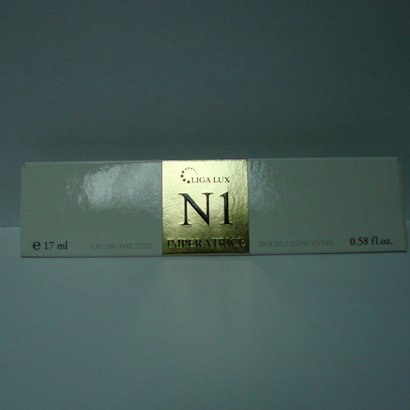 LIGA LUX
N1
IMPERATRICE
℮ 17 ml EAU DE TOILETTE DOUBLE CONCENTRE 0.58 fl.oz.